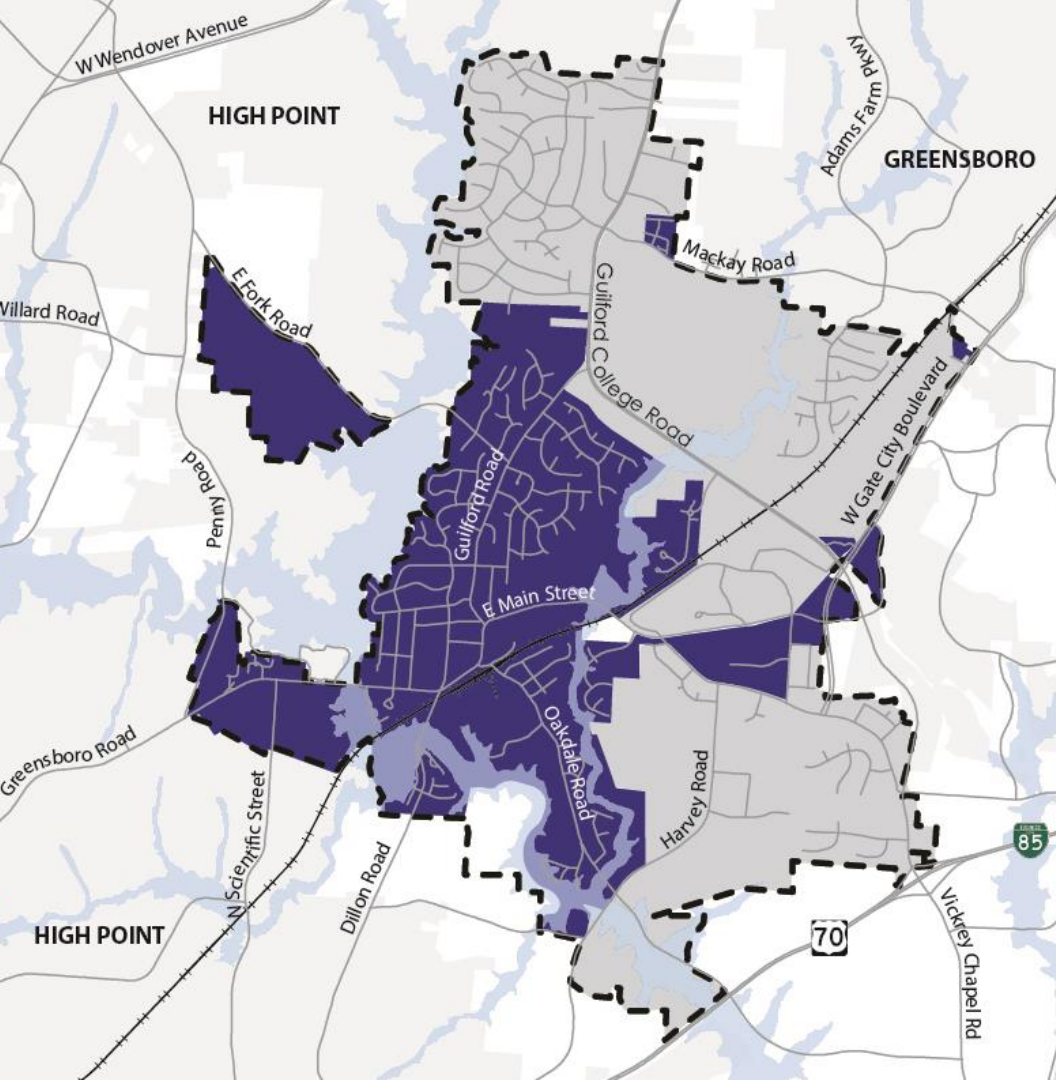 W Wendover Avenue
HIGH POINT
Adams Farm Pkwy
GREENSBORO
Mackay Road
E Fork Road
Willard Road
Guilford College Road
W Gate City Boulevard
Guilford Road
Penny Road
E Main Street
Oakdale Road
Greensboro Road
Harvey Road
N Scientific Street
Dillon Road
85
HIGH POINT
70
Vickrey Chapel Rd